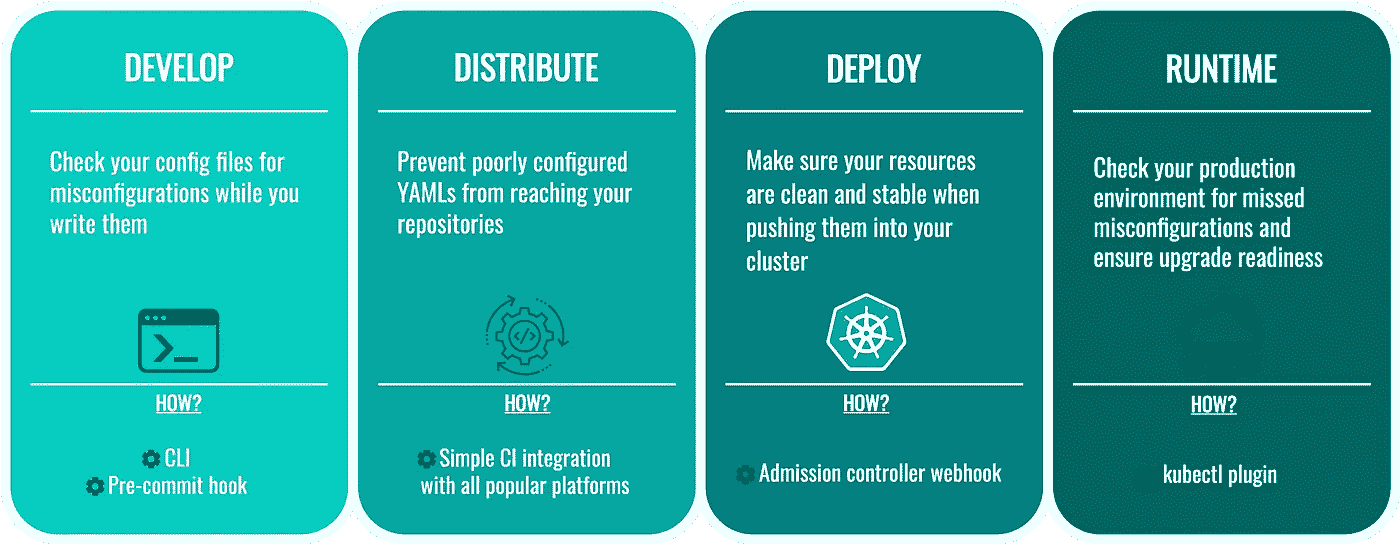 DEVELOP
Check your config files for
misconfigurations while you
write them
HOW?
CLI
Pre-commit hook
DISTRIBUTE
Prevent poorly configured
YAMLs from reaching your
repositories
HOW?
Simple CI integration
with all popular platforms
DEPLOY
Make sure your resources
are clean and stable when
pushing them into your
cluster
HOW?
Admission controller webhook
RUNTIME
Check your production
environment for missed
misconfigurations and
ensure upgrade readiness
HOW?
kubectl plugin